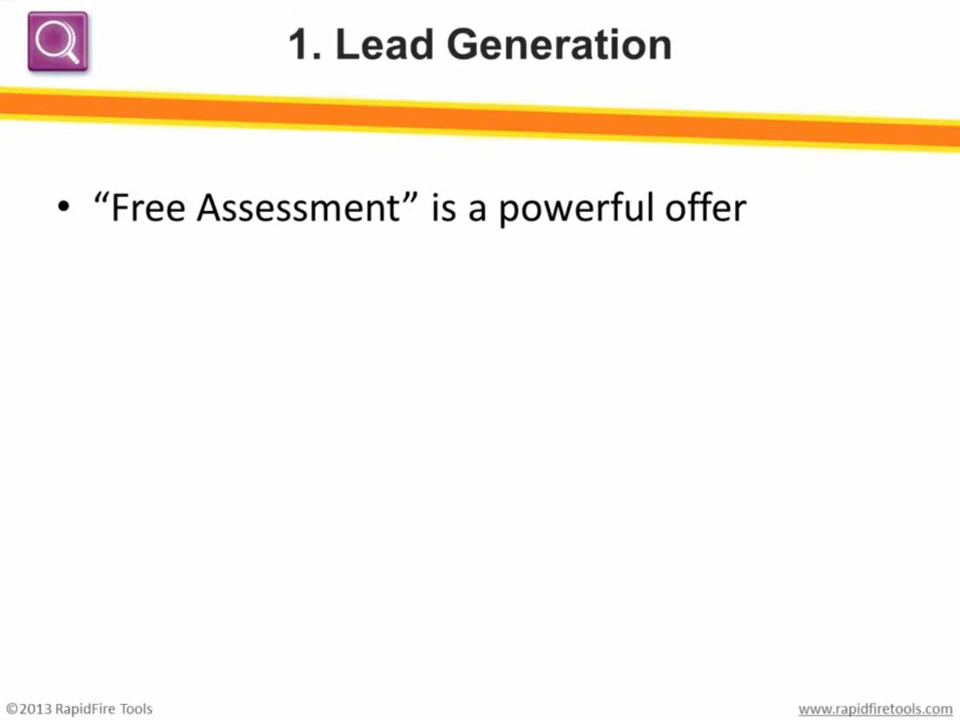 1. Lead Generation
• “Free Assessment” is a powerful offer
©2013 RapidFire Tools
www.rapidfiretools.com